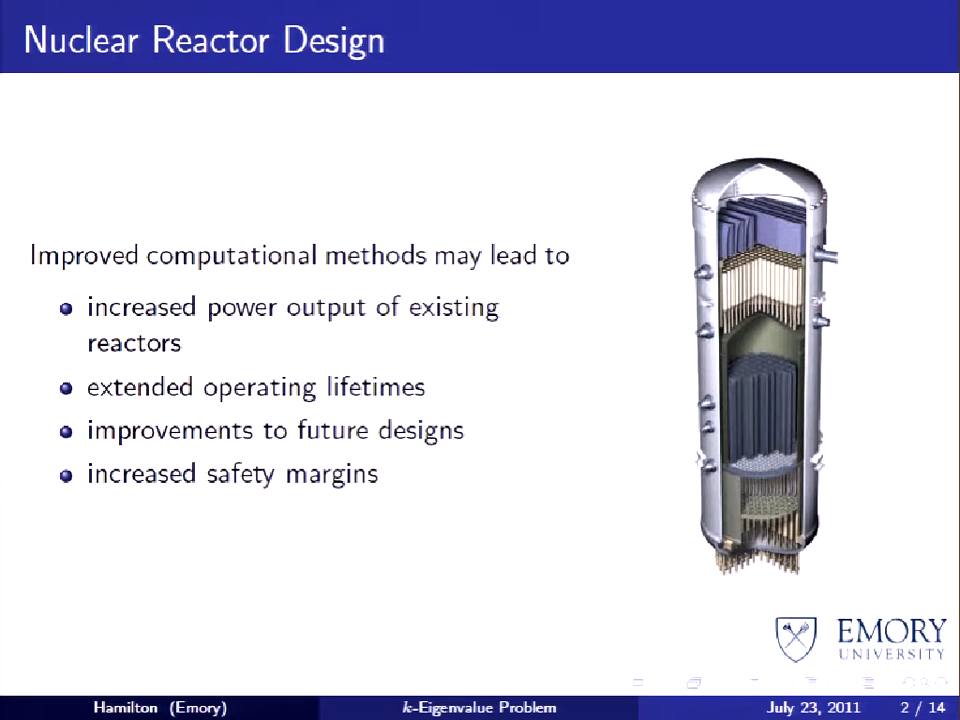 Nuclear Reactor Design
Improved computational methods may lead to
increased power output of existing
reactors
extended operating lifetimes
improvements to future designs
increased safety margins
EMORY
UNIVERSITY
Hamilton (Emory)
k-Eigenvalue Problem
July 23, 2011
2 / 14